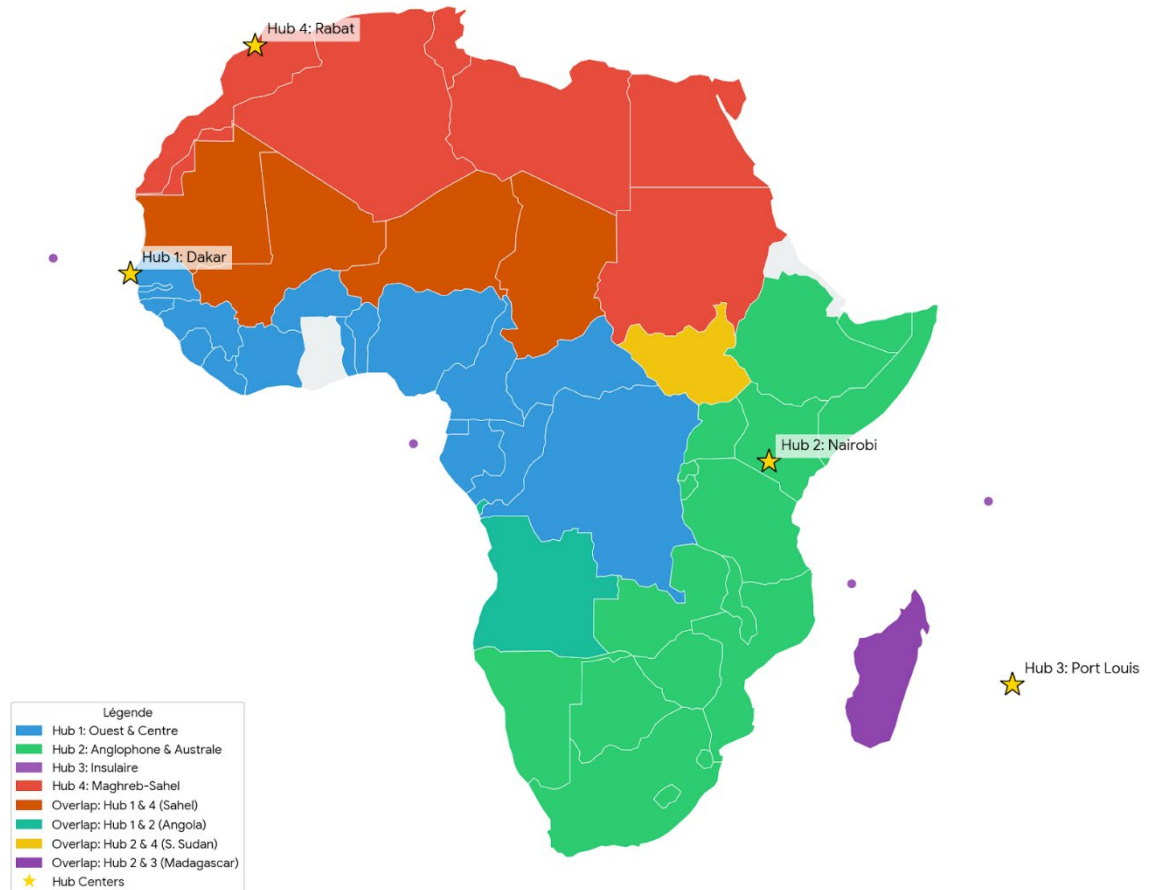 Hub 4: Rabat
Hub 1: Dakar
Hub 2: Nairobi
Hub 3: Port Louis
Légende
Hub 1: Ouest & Centre
Hub 2: Anglophone & Australe
Hub 3: Insulaire
Hub 4: Maghreb-Sahel
Overlap: Hub 1 & 4 (Sahel)
Overlap: Hub 1 & 2 (Angola)
Overlap: Hub 2 & 4 (S. Sudan)
Overlap: Hub 2 & 3 (Madagascar)
Hub Centers